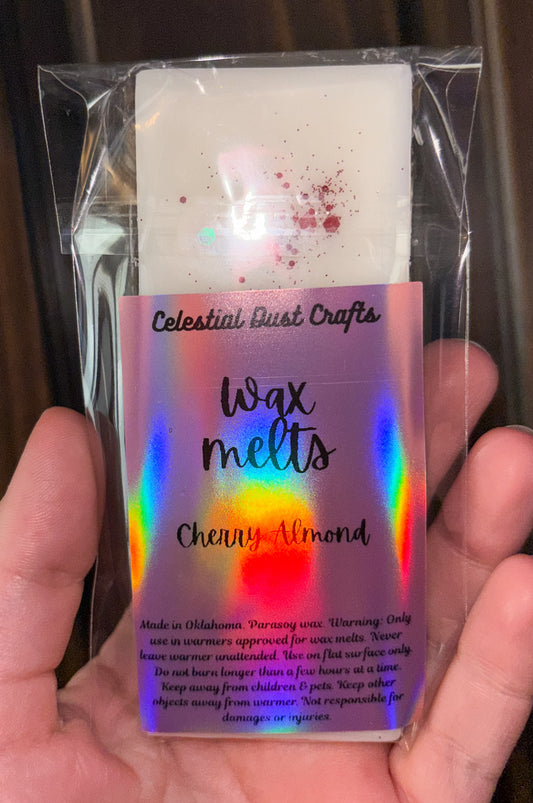 Celestial Dust Crafts
Wax
melts
Cherry Almond
Made in Oklahoma. Parasoy wax. Warning: Only
use in warmers approved for wax melts. Never
leave warmer unattended. Use on flat surface only.
Do not burn longer than a few hours at a time.
Keep away from children & pets. Keep other
objects away from warmer. Not responsible for
damages or injuries.